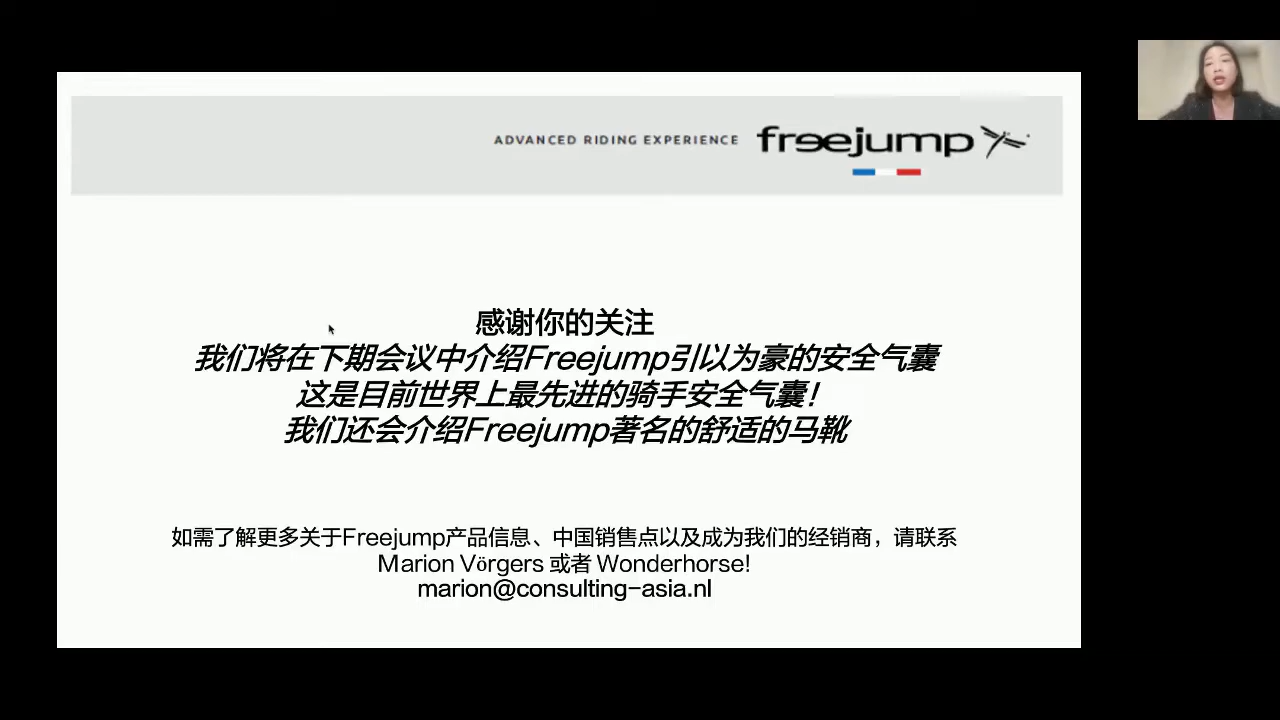 ADVANCED RIDING EXPERIENCE freejump
感谢你的关注
我们将在下期会议中介绍Freejump引以为豪的安全气囊
这是目前世界上最先进的骑手安全气囊！
我们还会介绍Freejump著名的舒适的马靴
如需了解更多关于Freejump产品信息、中国销售点以及成为我们的经销商，请联系
Marion Vörgers 或者 Wonderhorse!
marion@consulting-asia.nl